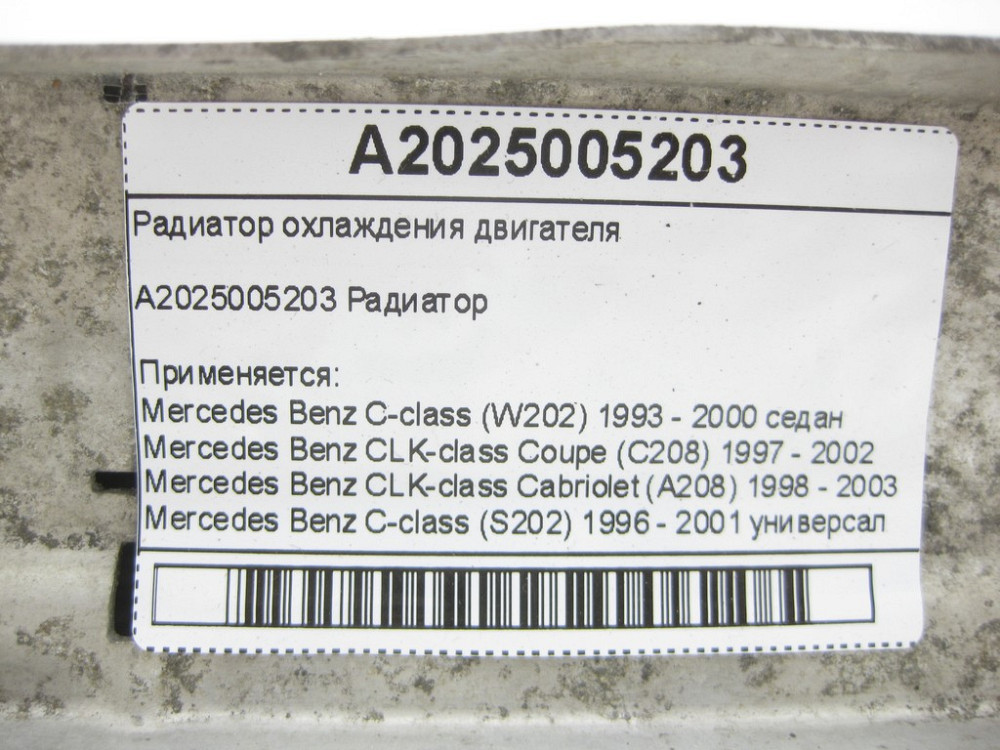 A2025005203
Радиатор охлаждения двигателя
A2025005203 Радиатор
Применяется:
Mercedes Benz C-class (W202) 1993 - 2000 седан
Mercedes Benz CLK-class Coupe (C208) 1997 - 2002
Mercedes Benz CLK-class Cabriolet (A208) 1998 - 2003
Mercedes Benz C-class (S202) 1996 - 2001 универсал